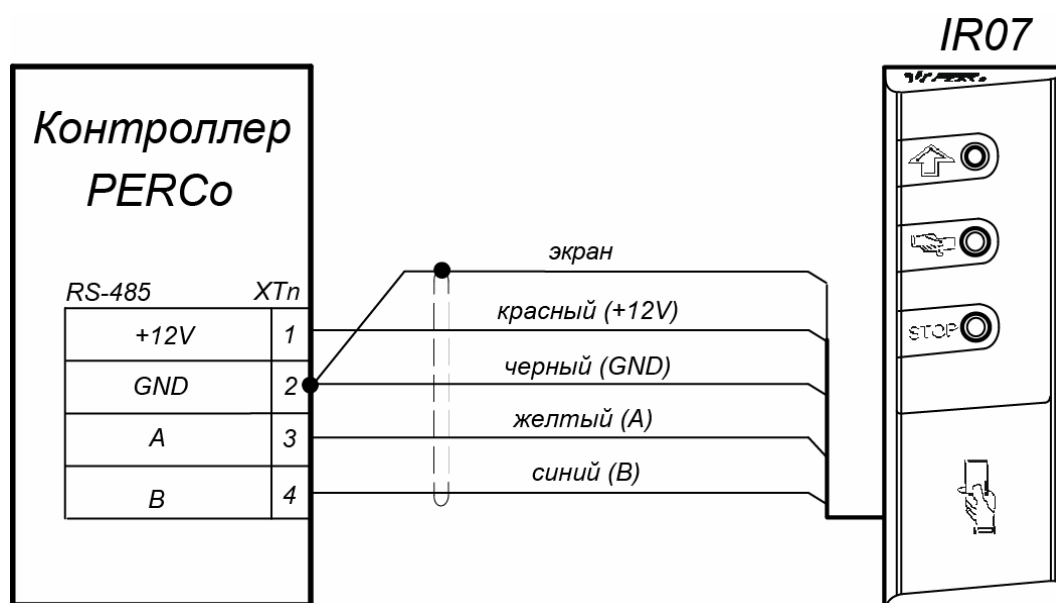 IR07
Контроллер
PERCo
RS-485 XTn
+12V 1
GND 2
A 3
B 4
экран
красный (+12V)
черный (GND)
желтый (A)
синий (B)
STOP